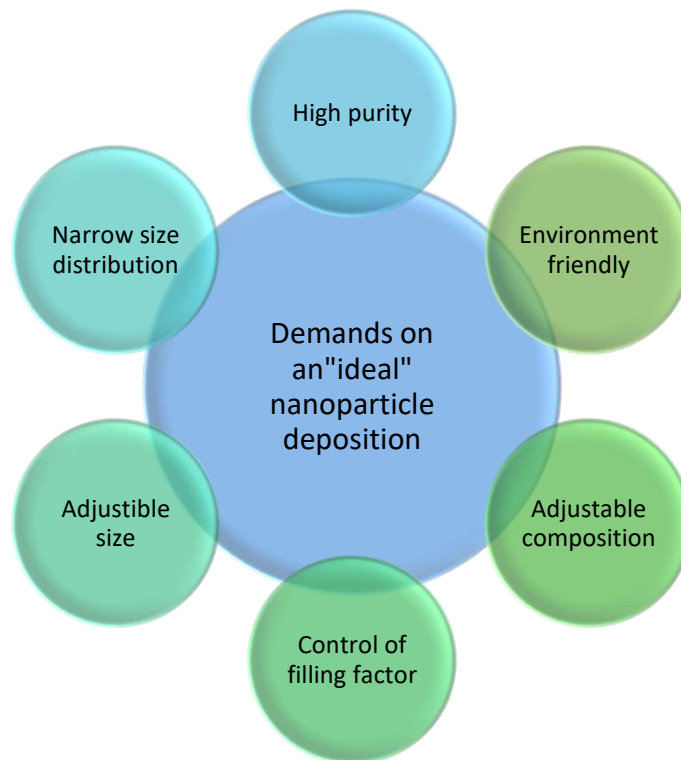 High purity
Narrow size
distribution
Environment
friendly
Demands on
an"ideal"
nanoparticle
deposition
Adjustible
size
Adjustable
composition
Control of
filling factor